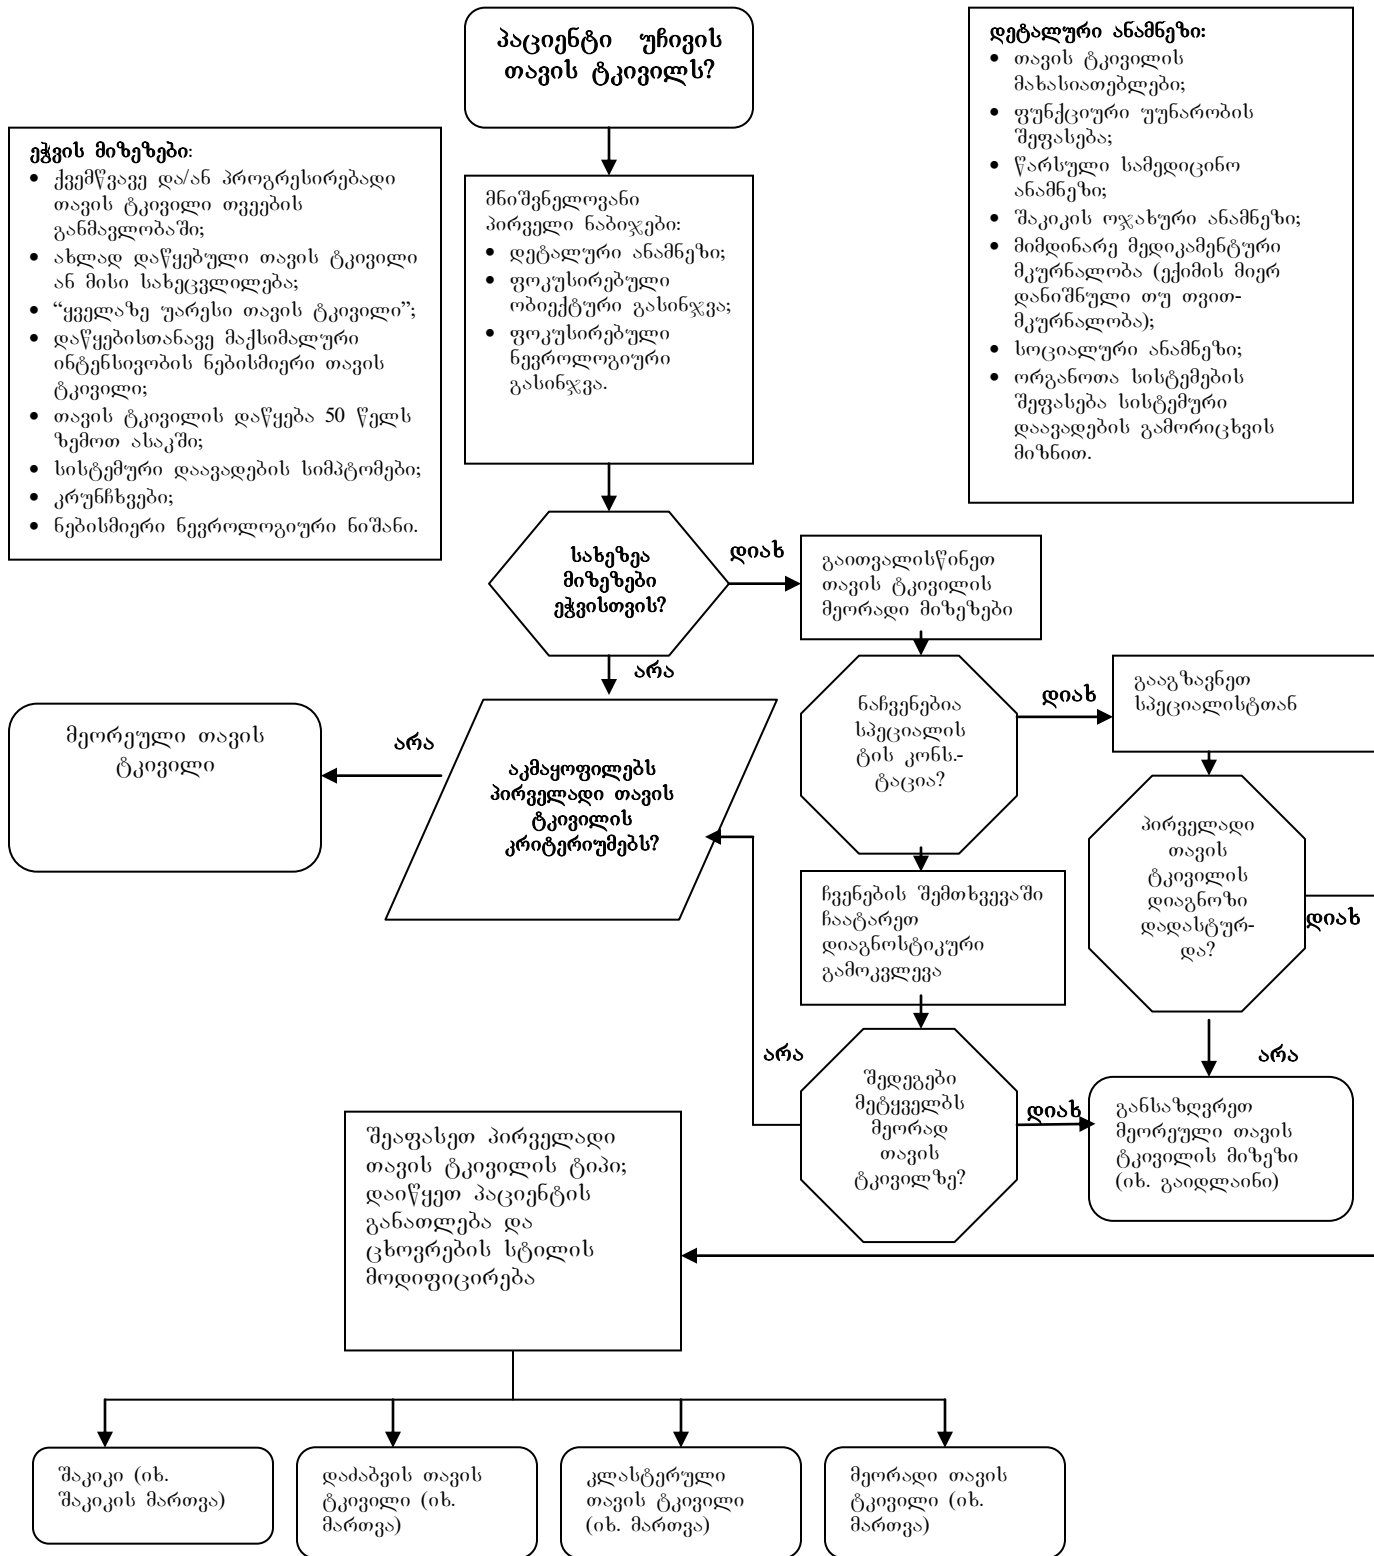 პაციენტი უჩივის
თავის ტკივილს?
დეტალური ანამნეზი:
• თავის ტკივილის
მახასიათებლები;
• ფუნქციური უუნარობის
შეფასება;
• წარსული სამედიცინო
ანამნეზი;
• შაკიკის ოჯახური ანამნეზი;
• მიმდინარე მედიკამენტური
მკურნალობა (ექიმის მიერ
დანიშნული თუ თვით-
მკურნალობა);
• სოციალური ანამნეზი;
• ორგანოთა სისტემების
შეფასება სისტემური
დაავადების გამორიცხვის
მიზნით.
ეჭვის მიზეზები:
• ქვემწვავე და/ან პროგრესირებადი
თავის ტკივილი თვეების
განმავლობაში;
• ახლად დაწყებული თავის ტკივილი
ან მისი სახეცვლილება;
• “ყველაზე უარესი თავის ტკივილი”;
• დაწყებისთანავე მაქსიმალური
ინტენსივობის ნებისმიერი თავის
ტკივილი;
• თავის ტკივილის დაწყება 50 წელს
ზემოთ ასაკში;
• სისტემური დაავადების სიმპტომები;
• კრუნჩხვები;
• ნებისმიერი ნევროლოგიური ნიშანი.
მნიშვნელოვანი
პირველი ნაბიჯები:
• დეტალური ანამნეზი;
• ფოკუსირებული
ობიექტური გასინჯვა;
• ფოკუსირებული
ნევროლოგიური
გასინჯვა.
სახეზეა
მიზეზები
ეჭვისთვის?
დიახ
გაითვალისწინეთ
თავის ტკივილის
მეორადი მიზეზები
არა
ნაჩვენებია
სპეციალის
ტის კონს.-
ტაცია?
დიახ
გააგზავნეთ
სპეციალისტთან
მეორეული თავის
ტკივილი
არა
აკმაყოფილებს
პირველადი თავის
ტკივილის
კრიტერიუმებს?
პირველადი
თავის
ტკივილის
დიაგნოზი
დადასტურ-
და?
დიახ
ჩვენების შემთხვევაში
ჩაატარეთ
დიაგნოსტიკური
გამოკვლევა
არა
არა
შედეგები
მეტყველბს
მეორად
თავის
ტკივილზე?
დიახ
განსაზღვრეთ
მეორეული თავის
ტკივილის მიზეზი
(იხ. გაიდლაინი)
შეაფასეთ პირველადი
თავის ტკივილის ტიპი;
დაიწყეთ პაციენტის
განათლება და
ცხოვრების სტილის
მოდიფიცირება
შაკიკი (იხ.
შაკიკის მართვა)
დაძაბვის თავის
ტკივილი (იხ.
მართვა)
კლასტერული
თავის ტკივილი
(იხ. მართვა)
მეორადი თავის
ტკივილი (იხ.
მართვა)